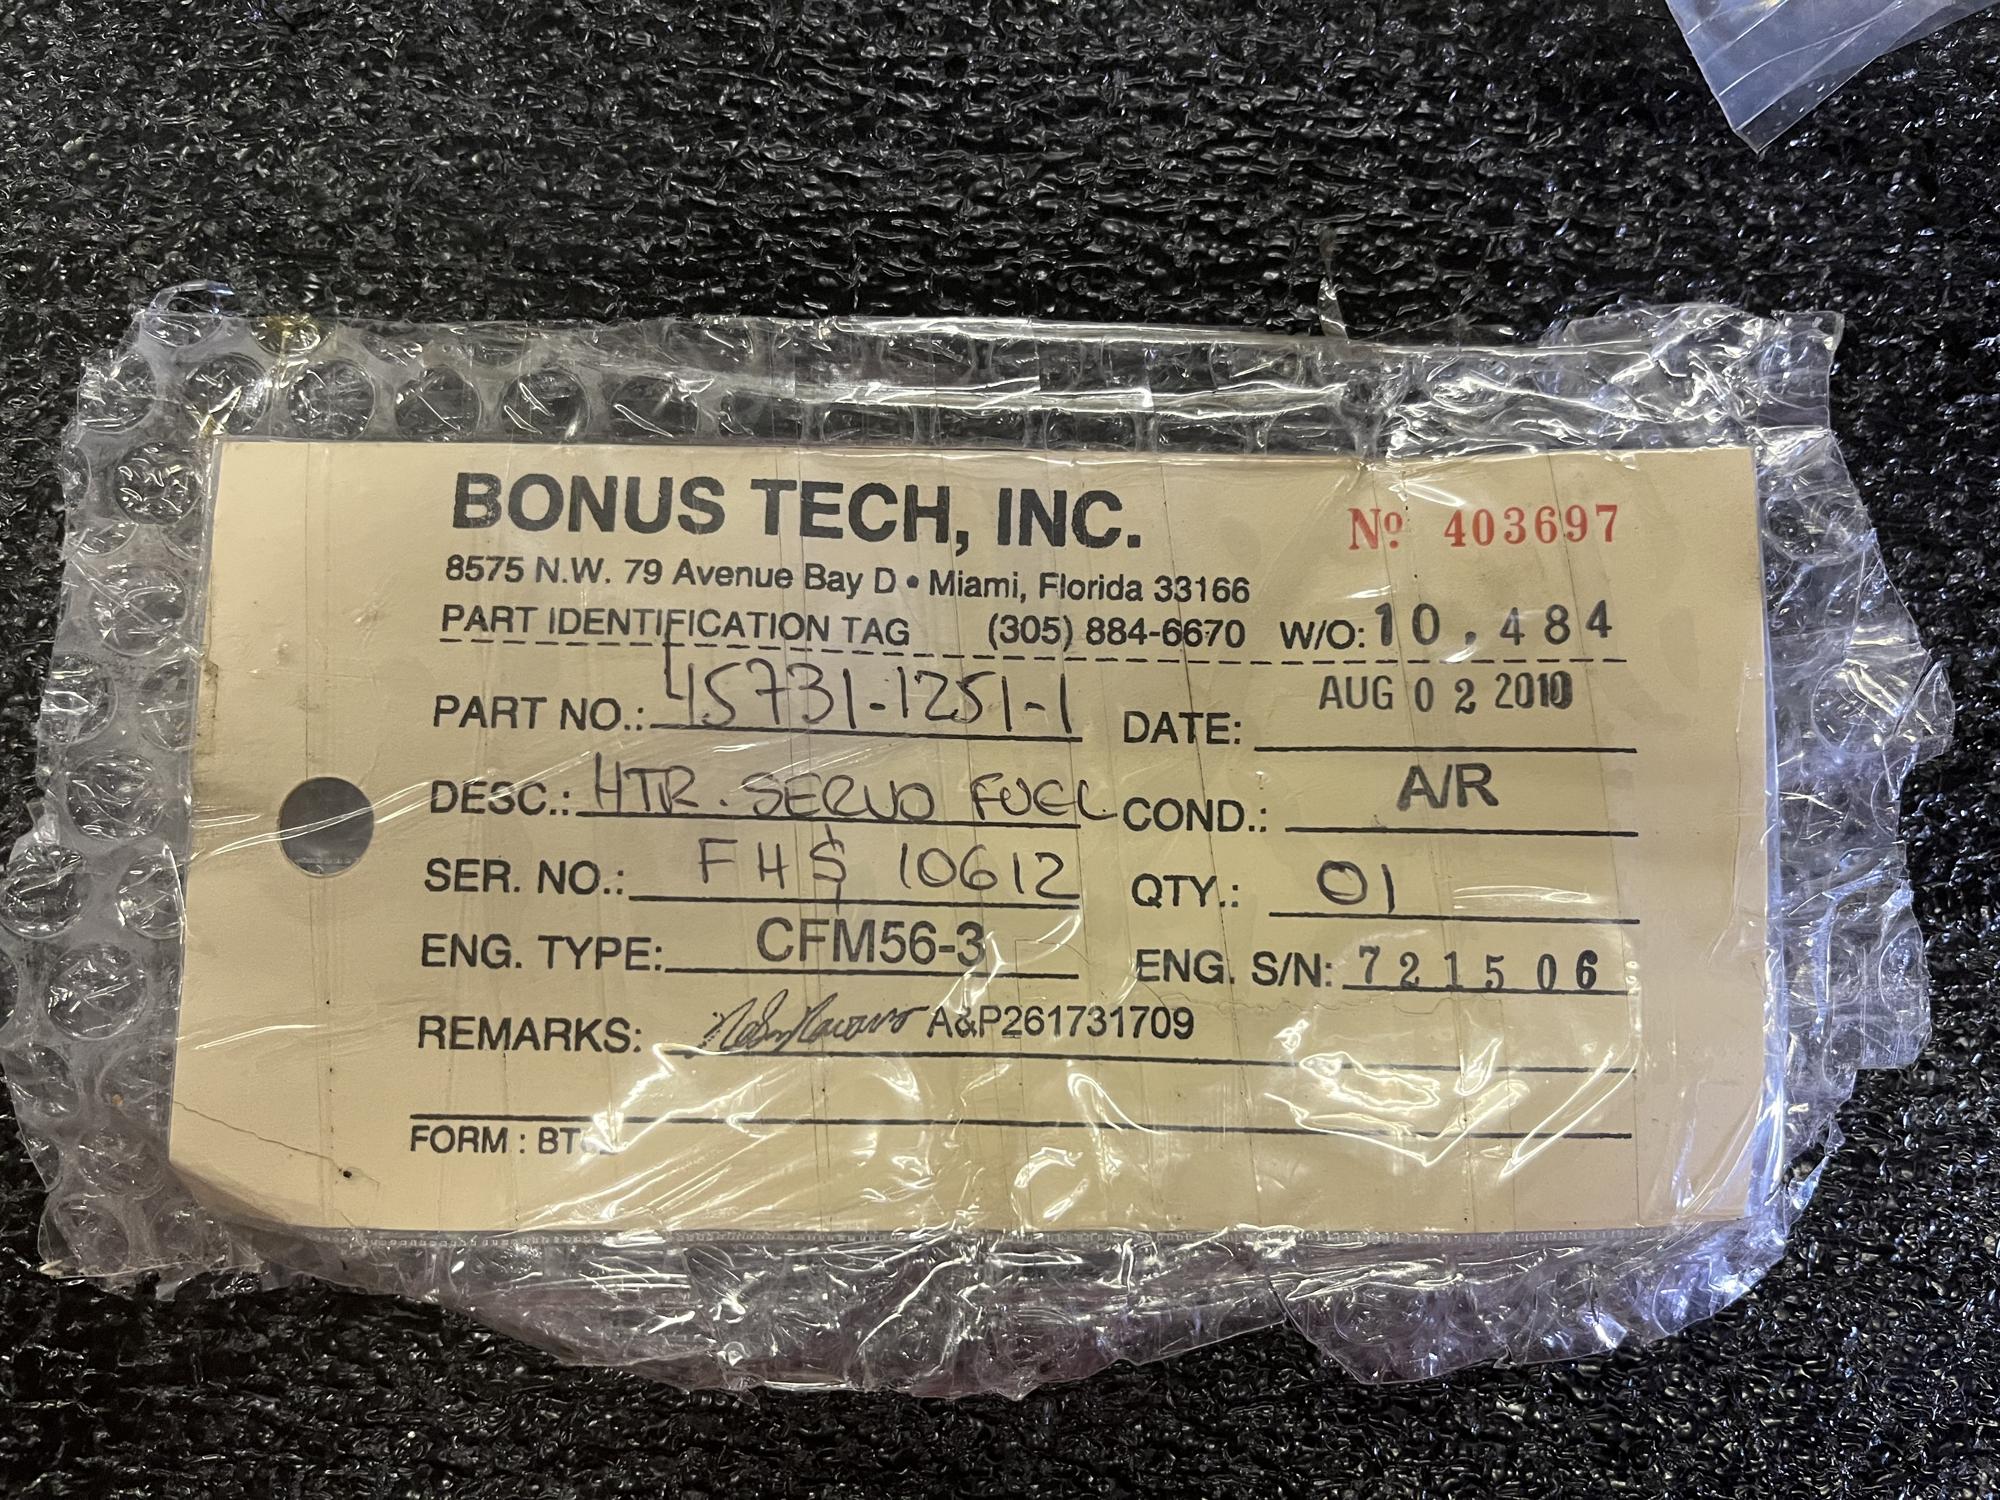 BONUS TECH, INC.
Nº 403697
8575 N.W. 79 Avenue Bay D • Miami, Florida 33166
PART IDENTIFICATION TAG (305) 884-6670 W/O: 10,484
PART NO.: 45731-1251-1 DATE: AUG 02 2010
DESC.: HTR. SERVO FUEL COND.: A/R
SER. NO.: FH$ 10612 QTY.: 01
ENG. TYPE: CFM56-3 ENG. S/N: 721506
REMARKS: A&P261731709
FORM :